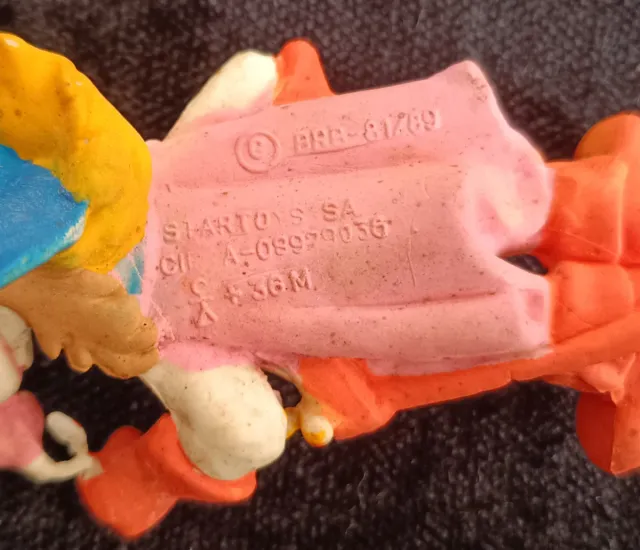 © BRB-81/89
STARTOYS SA
CIF A-08979036
+36M